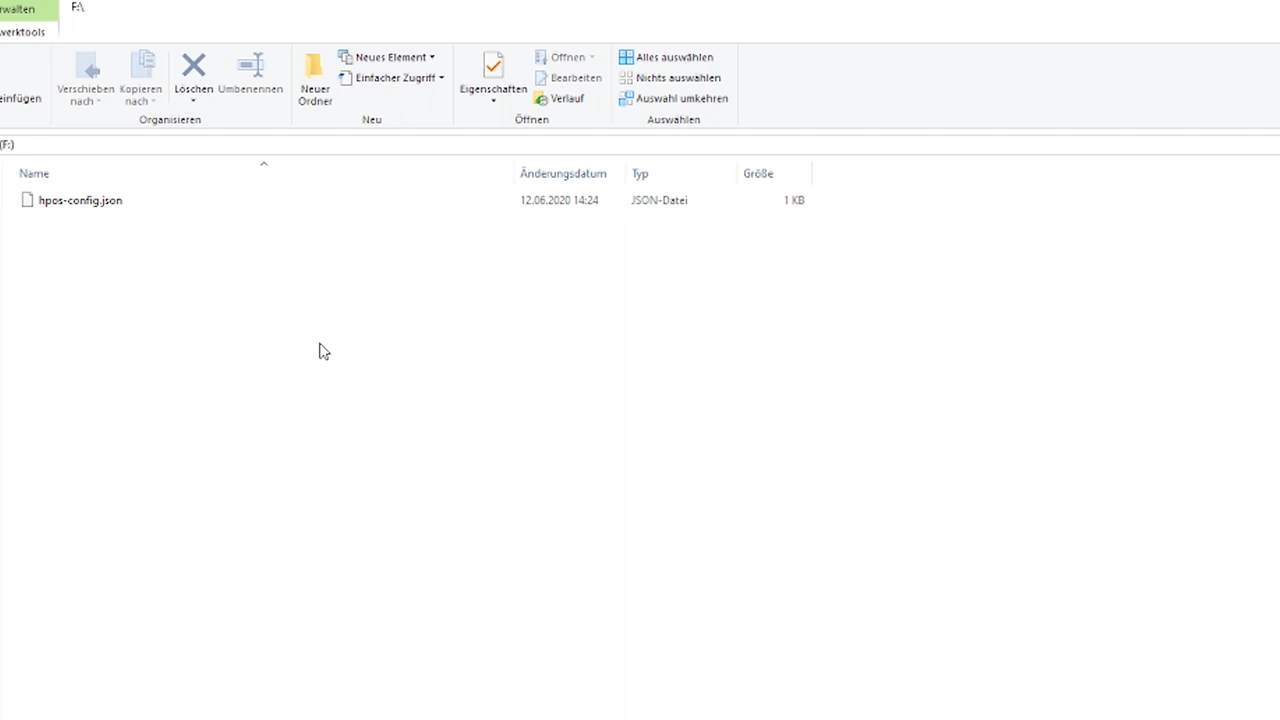 rwalten
F:\
werktools
einfügen
Verschieben nach
Kopieren nach
Löschen
Umbenennen
Organisieren
Neuer Ordner
Neues Element
Einfacher Zugriff
Neu
Eigenschaften
Öffnen
Bearbeiten
Verlauf
Öffnen
Alles auswählen
Nichts auswählen
Auswahl umkehren
Auswählen
(F:)
Name Änderungsdatum Typ Größe
hpos-config.json 12.06.2020 14:24 JSON-Datei 1 KB